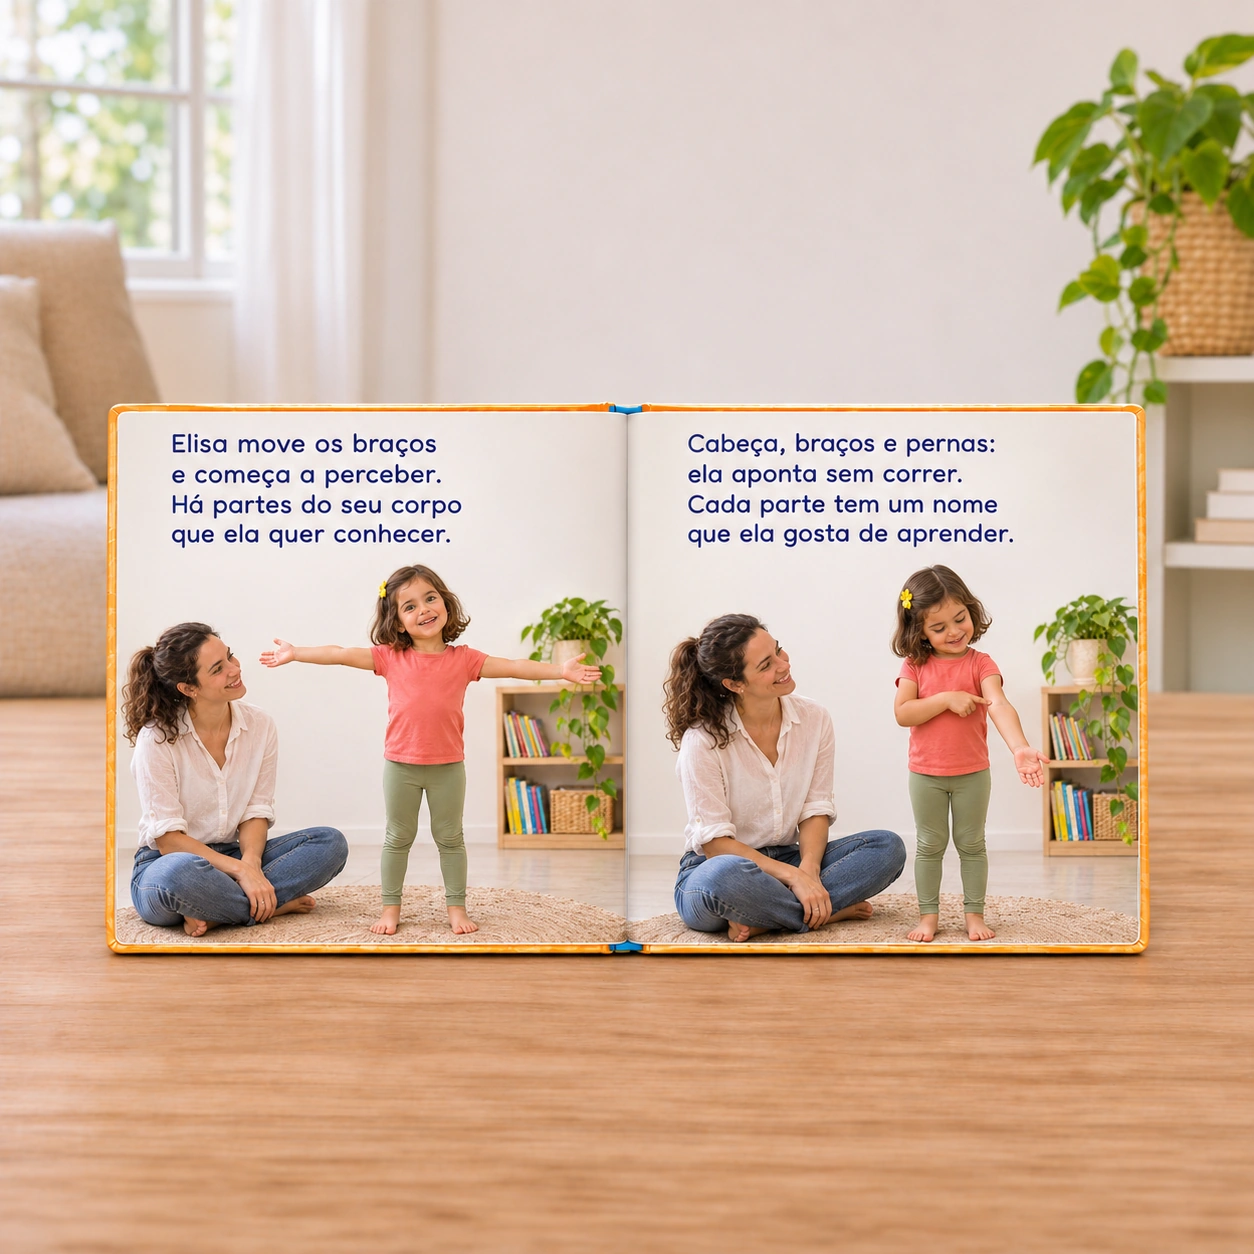 Elisa move os braços
e começa a perceber.
Há partes do seu corpo
que ela quer conhecer.
Cabeça, braços e pernas:
ela aponta sem correr.
Cada parte tem um nome
que ela gosta de aprender.